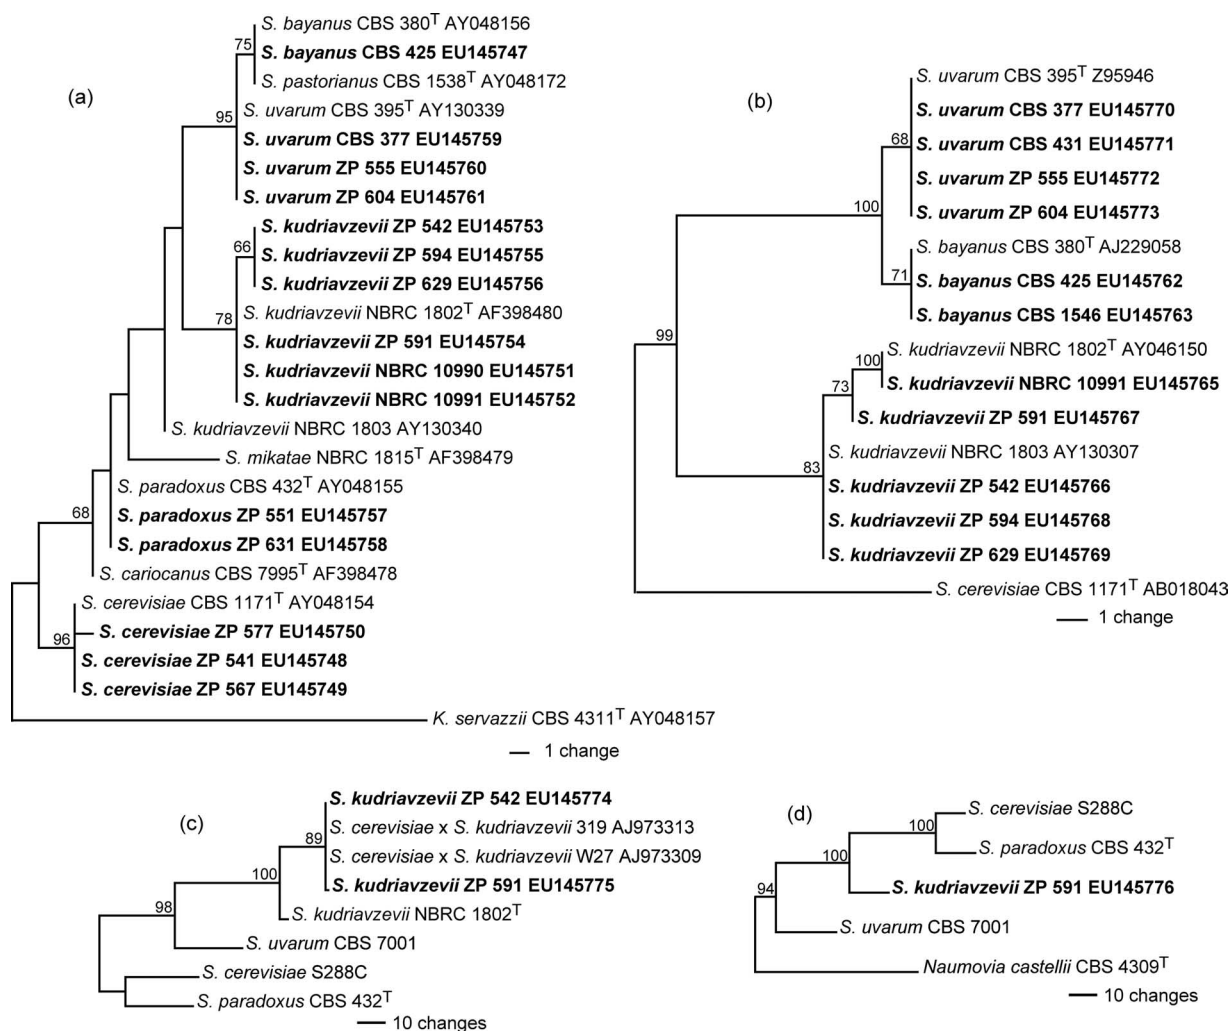 (a)
S. bayanus CBS 380T AY048156
75
S. bayanus CBS 425 EU145747
S. pastorianus CBS 1538T AY048172
S. uvarum CBS 395T AY130339
95
S. uvarum CBS 377 EU145759
S. uvarum ZP 555 EU145760
S. uvarum ZP 604 EU145761
S. kudriavzevii ZP 542 EU145753
66
S. kudriavzevii ZP 594 EU145755
S. kudriavzevii ZP 629 EU145756
S. kudriavzevii NBRC 1802T AF398480
78
S. kudriavzevii ZP 591 EU145754
S. kudriavzevii NBRC 10990 EU145751
S. kudriavzevii NBRC 10991 EU145752
S. kudriavzevii NBRC 1803 AY130340
S. mikatae NBRC 1815T AF398479
S. paradoxus CBS 432T AY048155
68
S. paradoxus ZP 551 EU145757
S. paradoxus ZP 631 EU145758
S. cariocanus CBS 7995T AF398478
S. cerevisiae CBS 1171T AY048154
S. cerevisiae ZP 577 EU145750
96
S. cerevisiae ZP 541 EU145748
S. cerevisiae ZP 567 EU145749
K. servazzii CBS 4311T AY048157
1 change
(b)
S. uvarum CBS 395T Z95946
S. uvarum CBS 377 EU145770
68
S. uvarum CBS 431 EU145771
S. uvarum ZP 555 EU145772
100
S. uvarum ZP 604 EU145773
S. bayanus CBS 380T AJ229058
71
S. bayanus CBS 425 EU145762
S. bayanus CBS 1546 EU145763
99
S. kudriavzevii NBRC 1802T AY046150
100
S. kudriavzevii NBRC 10991 EU145765
73
S. kudriavzevii ZP 591 EU145767
S. kudriavzevii NBRC 1803 AY130307
83
S. kudriavzevii ZP 542 EU145766
S. kudriavzevii ZP 594 EU145768
S. kudriavzevii ZP 629 EU145769
S. cerevisiae CBS 1171T AB018043
1 change
(c)
S. kudriavzevii ZP 542 EU145774
S. cerevisiae x S. kudriavzevii 319 AJ973313
89
S. cerevisiae x S. kudriavzevii W27 AJ973309
100
S. kudriavzevii ZP 591 EU145775
98
S. kudriavzevii NBRC 1802T
S. uvarum CBS 7001
S. cerevisiae S288C
S. paradoxus CBS 432T
10 changes
(d)
S. cerevisiae S288C
100
S. paradoxus CBS 432T
100
S. kudriavzevii ZP 591 EU145776
94
S. uvarum CBS 7001
Naumovia castellii CBS 4309T
10 changes